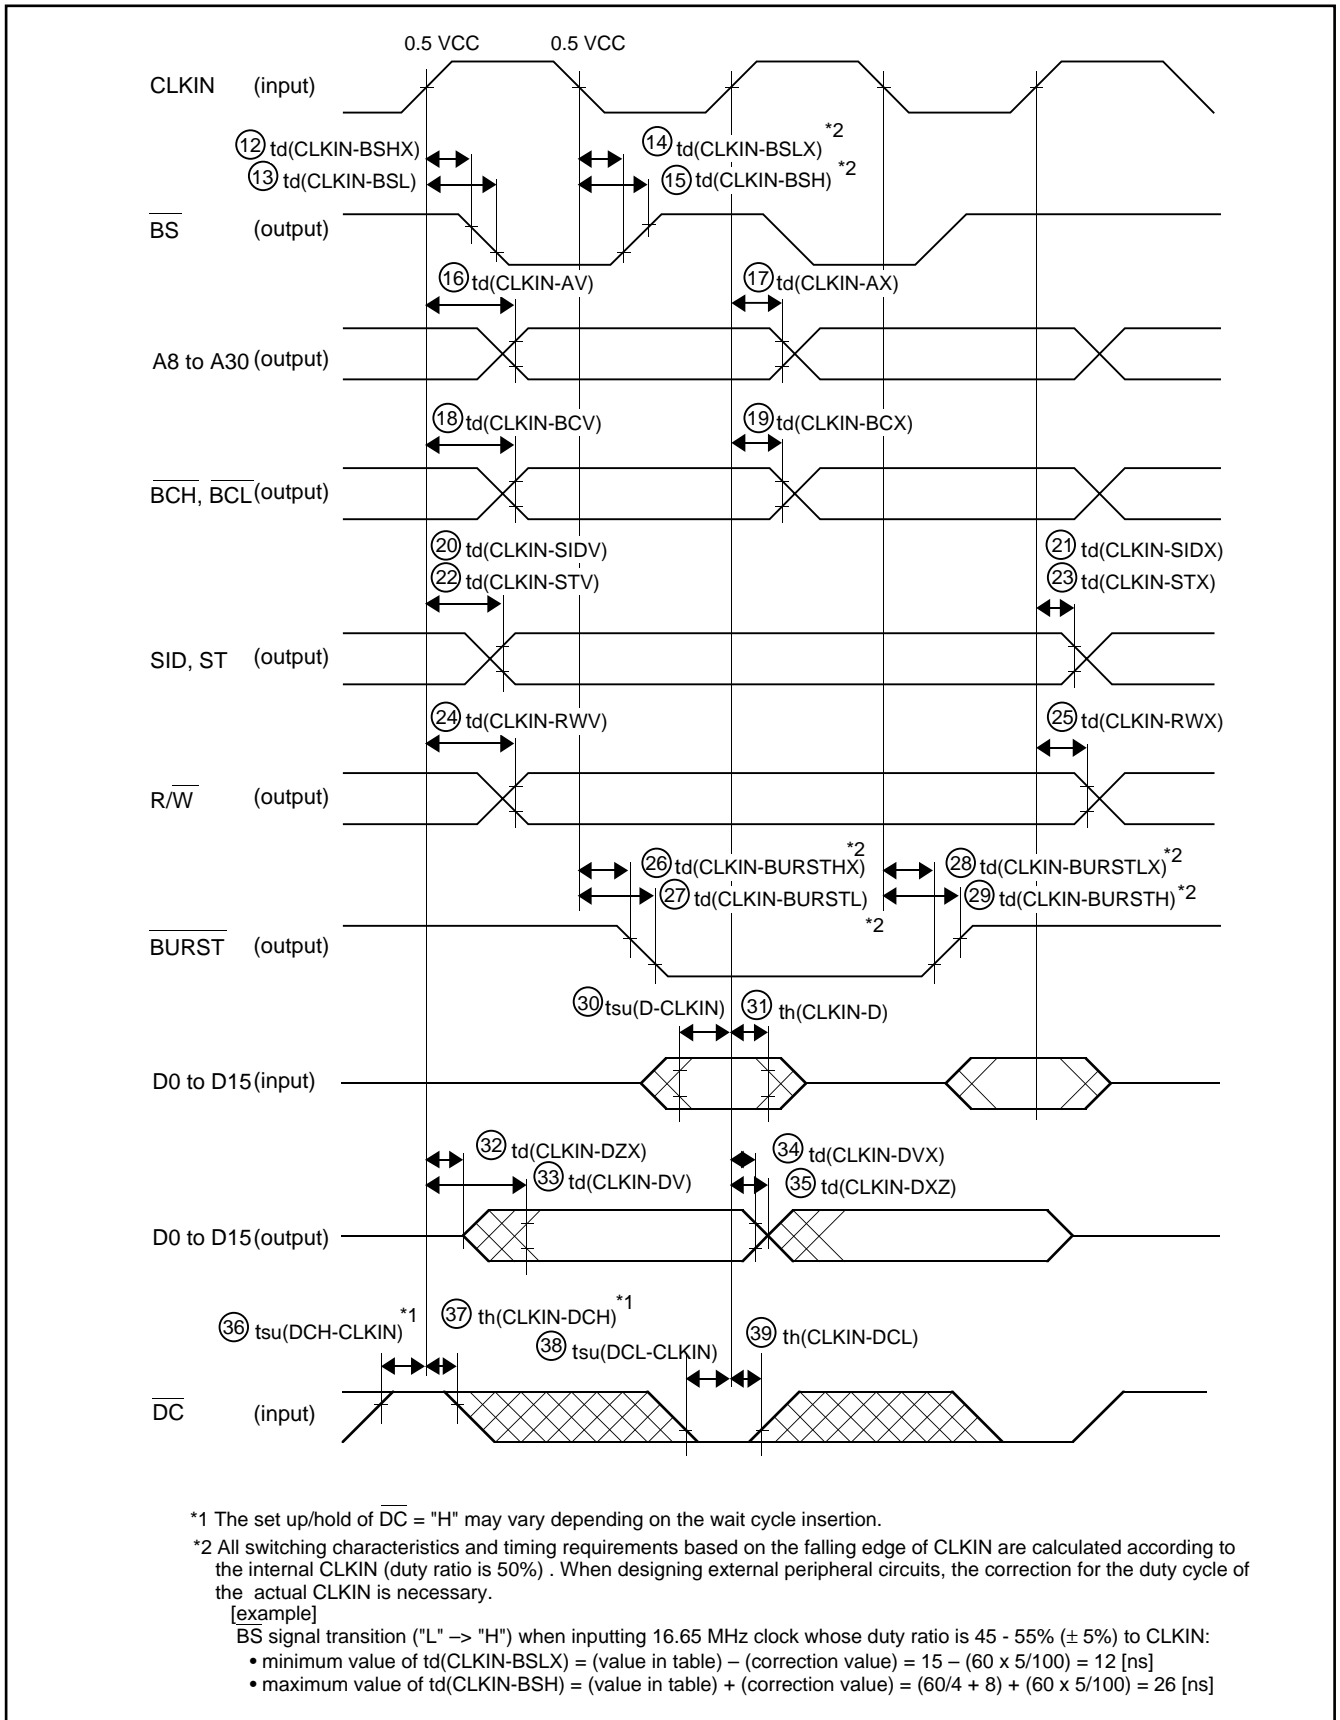 0.5 VCC 0.5 VCC
CLKIN (input)
12 td(CLKIN-BSHX) 14 td(CLKIN-BSLX) *2
13 td(CLKIN-BSL) 15 td(CLKIN-BSH) *2
BS (output)
16 td(CLKIN-AV) 17 td(CLKIN-AX)
A8 to A30 (output)
18 td(CLKIN-BCV) 19 td(CLKIN-BCX)
BCH, BCL (output)
20 td(CLKIN-SIDV) 21 td(CLKIN-SIDX)
22 td(CLKIN-STV) 23 td(CLKIN-STX)
SID, ST (output)
24 td(CLKIN-RWV) 25 td(CLKIN-RWX)
R/W (output)
26 td(CLKIN-BURSTHX) *2 28 td(CLKIN-BURSTLX) *2
27 td(CLKIN-BURSTL) *2 29 td(CLKIN-BURSTH) *2
BURST (output)
30 tsu(D-CLKIN) 31 th(CLKIN-D)
D0 to D15 (input)
32 td(CLKIN-DZX) 34 td(CLKIN-DVX)
33 td(CLKIN-DV) 35 td(CLKIN-DXZ)
D0 to D15 (output)
36 tsu(DCH-CLKIN) *1 37 th(CLKIN-DCH) *1
38 tsu(DCL-CLKIN) 39 th(CLKIN-DCL)
DC (input)
*1 The set up/hold of DC = "H" may vary depending on the wait cycle insertion.
*2 All switching characteristics and timing requirements based on the falling edge of CLKIN are calculated according to
the internal CLKIN (duty ratio is 50%) . When designing external peripheral circuits, the correction for the duty cycle of
the actual CLKIN is necessary.
[example]
BS signal transition ("L" –> "H") when inputting 16.65 MHz clock whose duty ratio is 45 - 55% (± 5%) to CLKIN:
• minimum value of td(CLKIN-BSLX) = (value in table) – (correction value) = 15 – (60 x 5/100) = 12 [ns]
• maximum value of td(CLKIN-BSH) = (value in table) + (correction value) = (60/4 + 8) + (60 x 5/100) = 26 [ns]